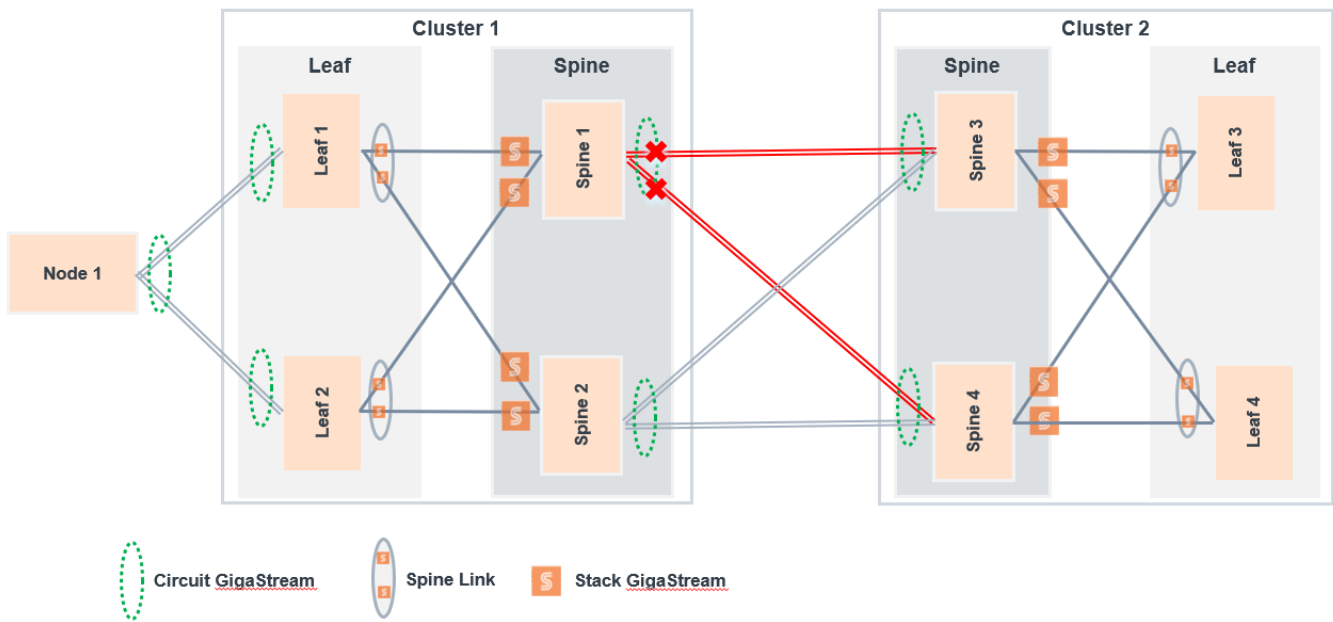 Cluster 1
Cluster 2
Leaf
Spine
Spine
Leaf
Leaf 1
Spine 1
Spine 3
Leaf 3
Node 1
Leaf 2
Spine 2
Spine 4
Leaf 4
Circuit GigaStream
Spine Link
Stack GigaStream